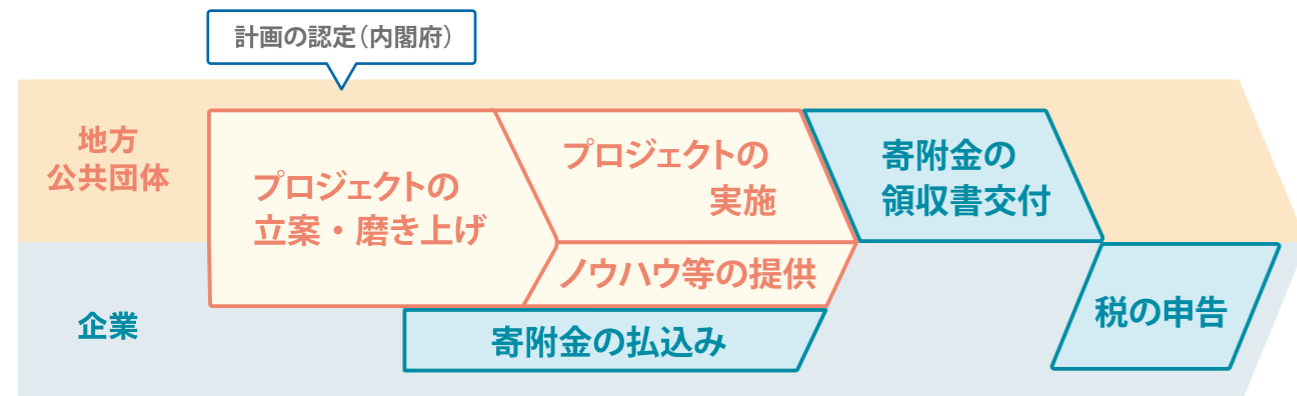 計画の認定（内閣府）
地方
公共団体
プロジェクトの
立案・磨き上げ
プロジェクトの
実施
寄附金の
領収書交付
ノウハウ等の提供
企業
寄附金の払込み
税の申告